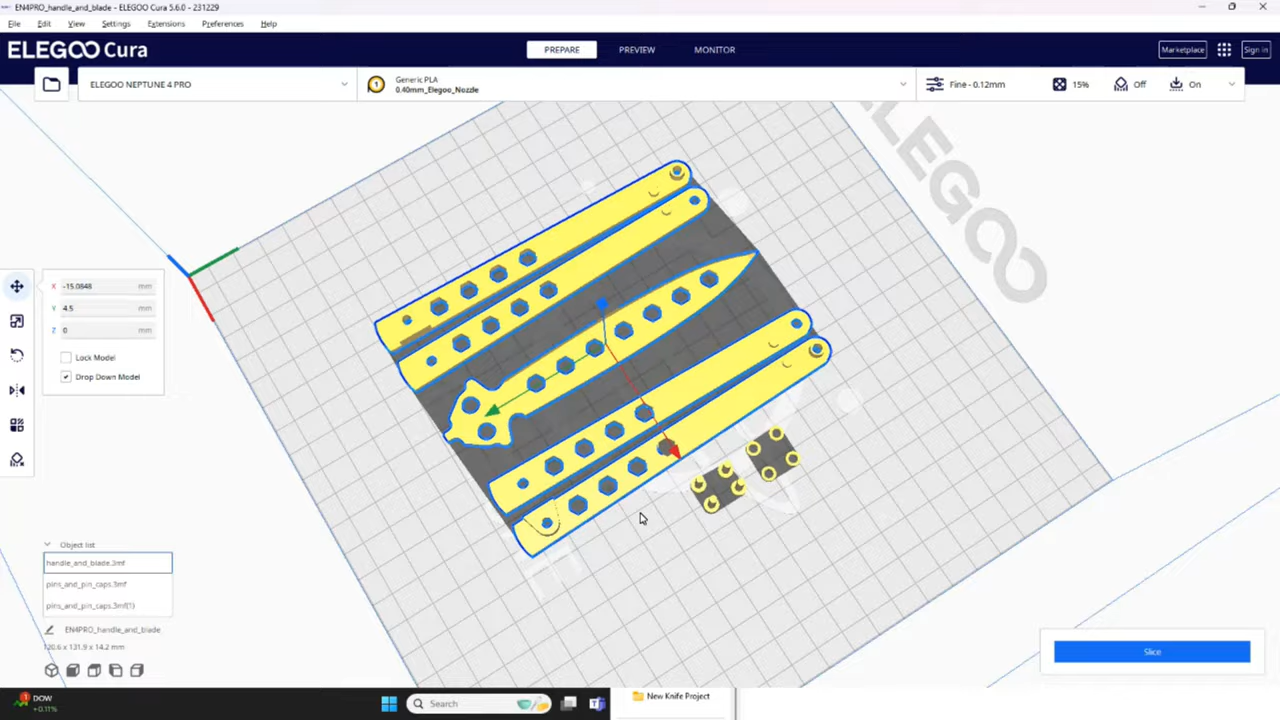 EN4PRO_handle_and_blade - ELEGOO Cura 5.6.0 - 231229
File Edit View Settings Extensions Preferences Help
ELEGOO Cura
PREPARE PREVIEW MONITOR
Marketplace
Sign in
ELEGOO NEPTUNE 4 PRO
1
Generic PLA
0.40mm_Elegoo_Nozzle
Fine - 0.12mm
15%
Off
On
ELEGOO
X -15.0848 mm
Y 4.5 mm
Z 0 mm
Lock Model
Drop Down Model
Object list
handle_and_blade.3mf
pins_and_pin_caps.3mf
pins_and_pin_caps.3mf(1)
EN4PRO_handle_and_blade
120.6 x 131.9 x 14.2 mm
Slice
1
DOW
+0.11%
Search
New Knife Project